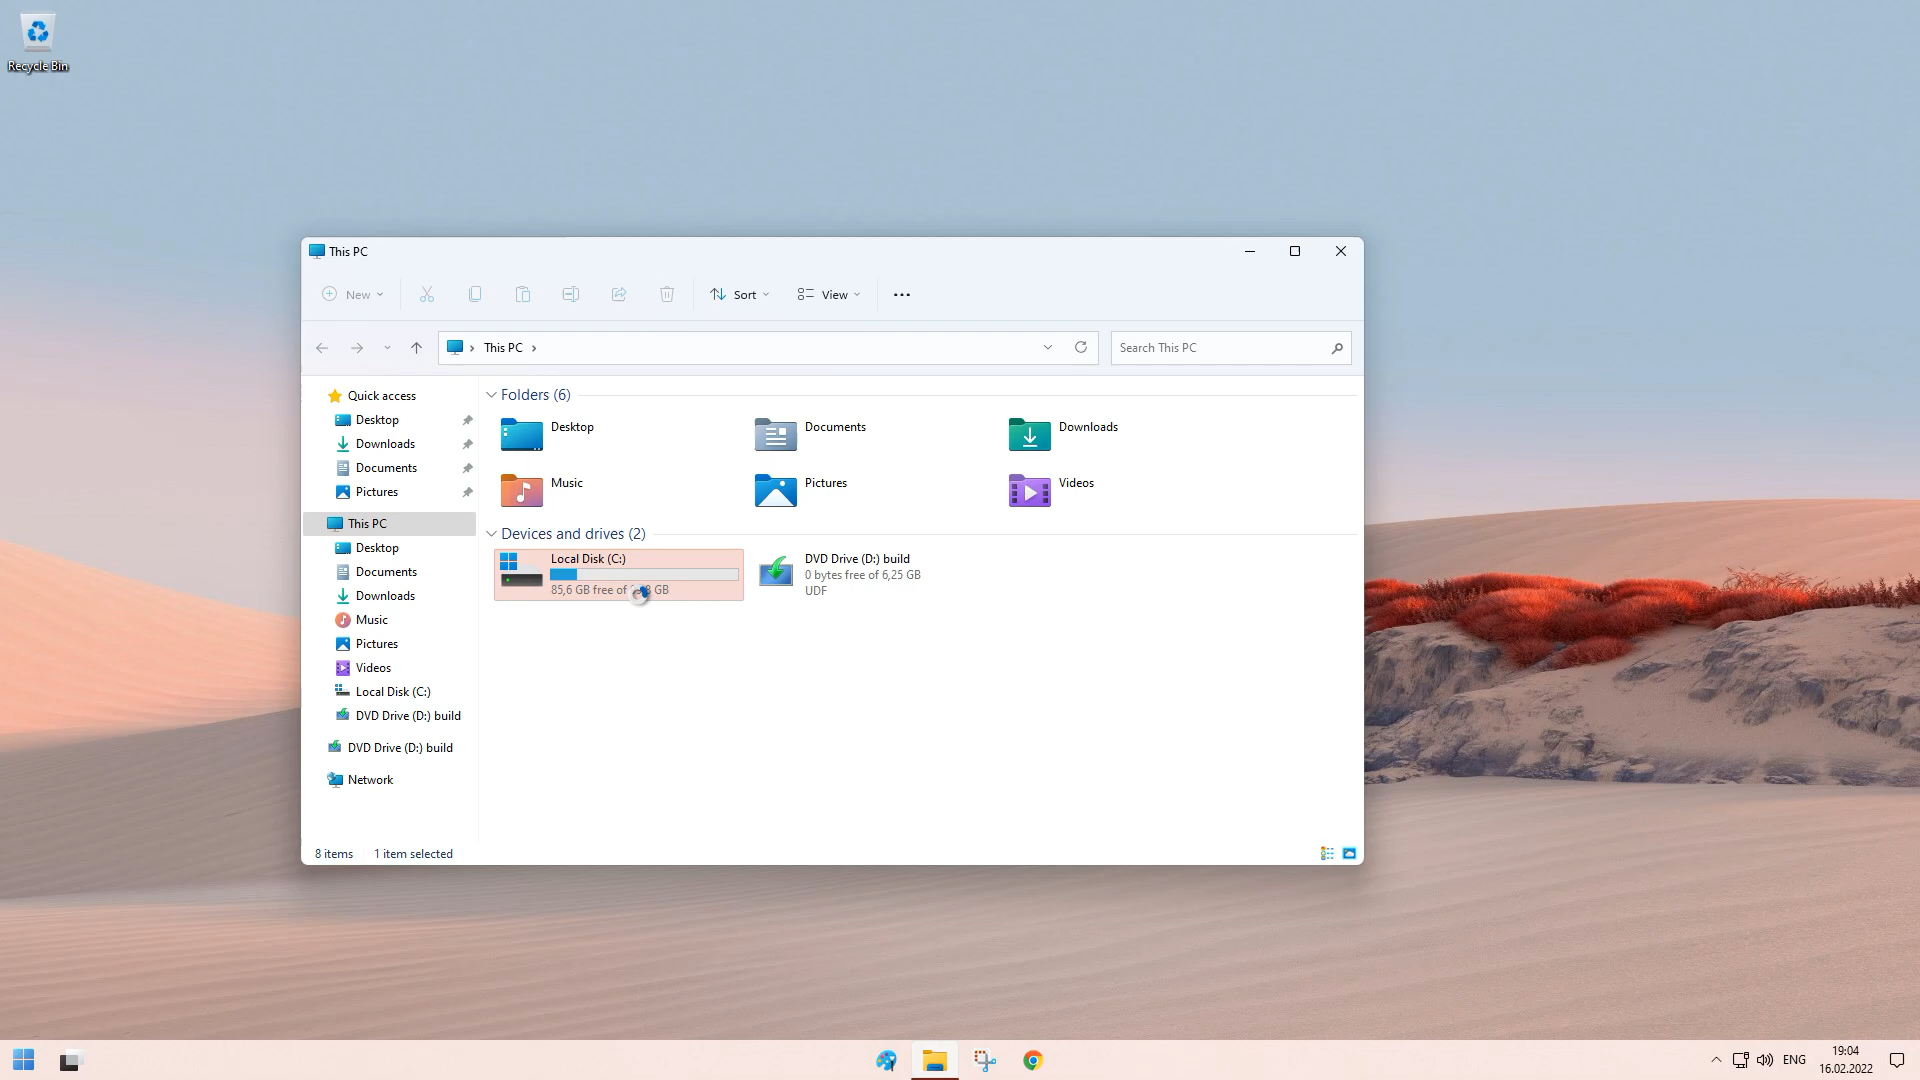 Recycle Bin
This PC
New
Sort
View
This PC
Search This PC
Quick access
Desktop
Downloads
Documents
Pictures
This PC
Desktop
Documents
Downloads
Music
Pictures
Videos
Local Disk (C:)
DVD Drive (D:) build
DVD Drive (D:) build
Network
Folders (6)
Desktop
Documents
Downloads
Music
Pictures
Videos
Devices and drives (2)
Local Disk (C:)
85,6 GB free of GB
DVD Drive (D:) build
0 bytes free of 6,25 GB
UDF
8 items
1 item selected
ENG
19:04
16.02.2022